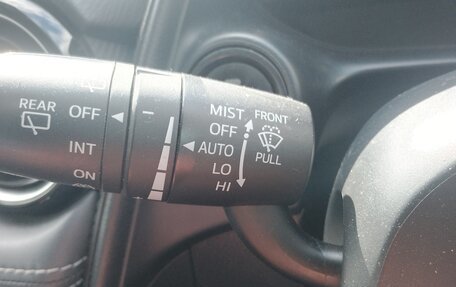 REAR
OFF
INT
ON
MIST
OFF
AUTO
LO
HI
FRONT
PULL